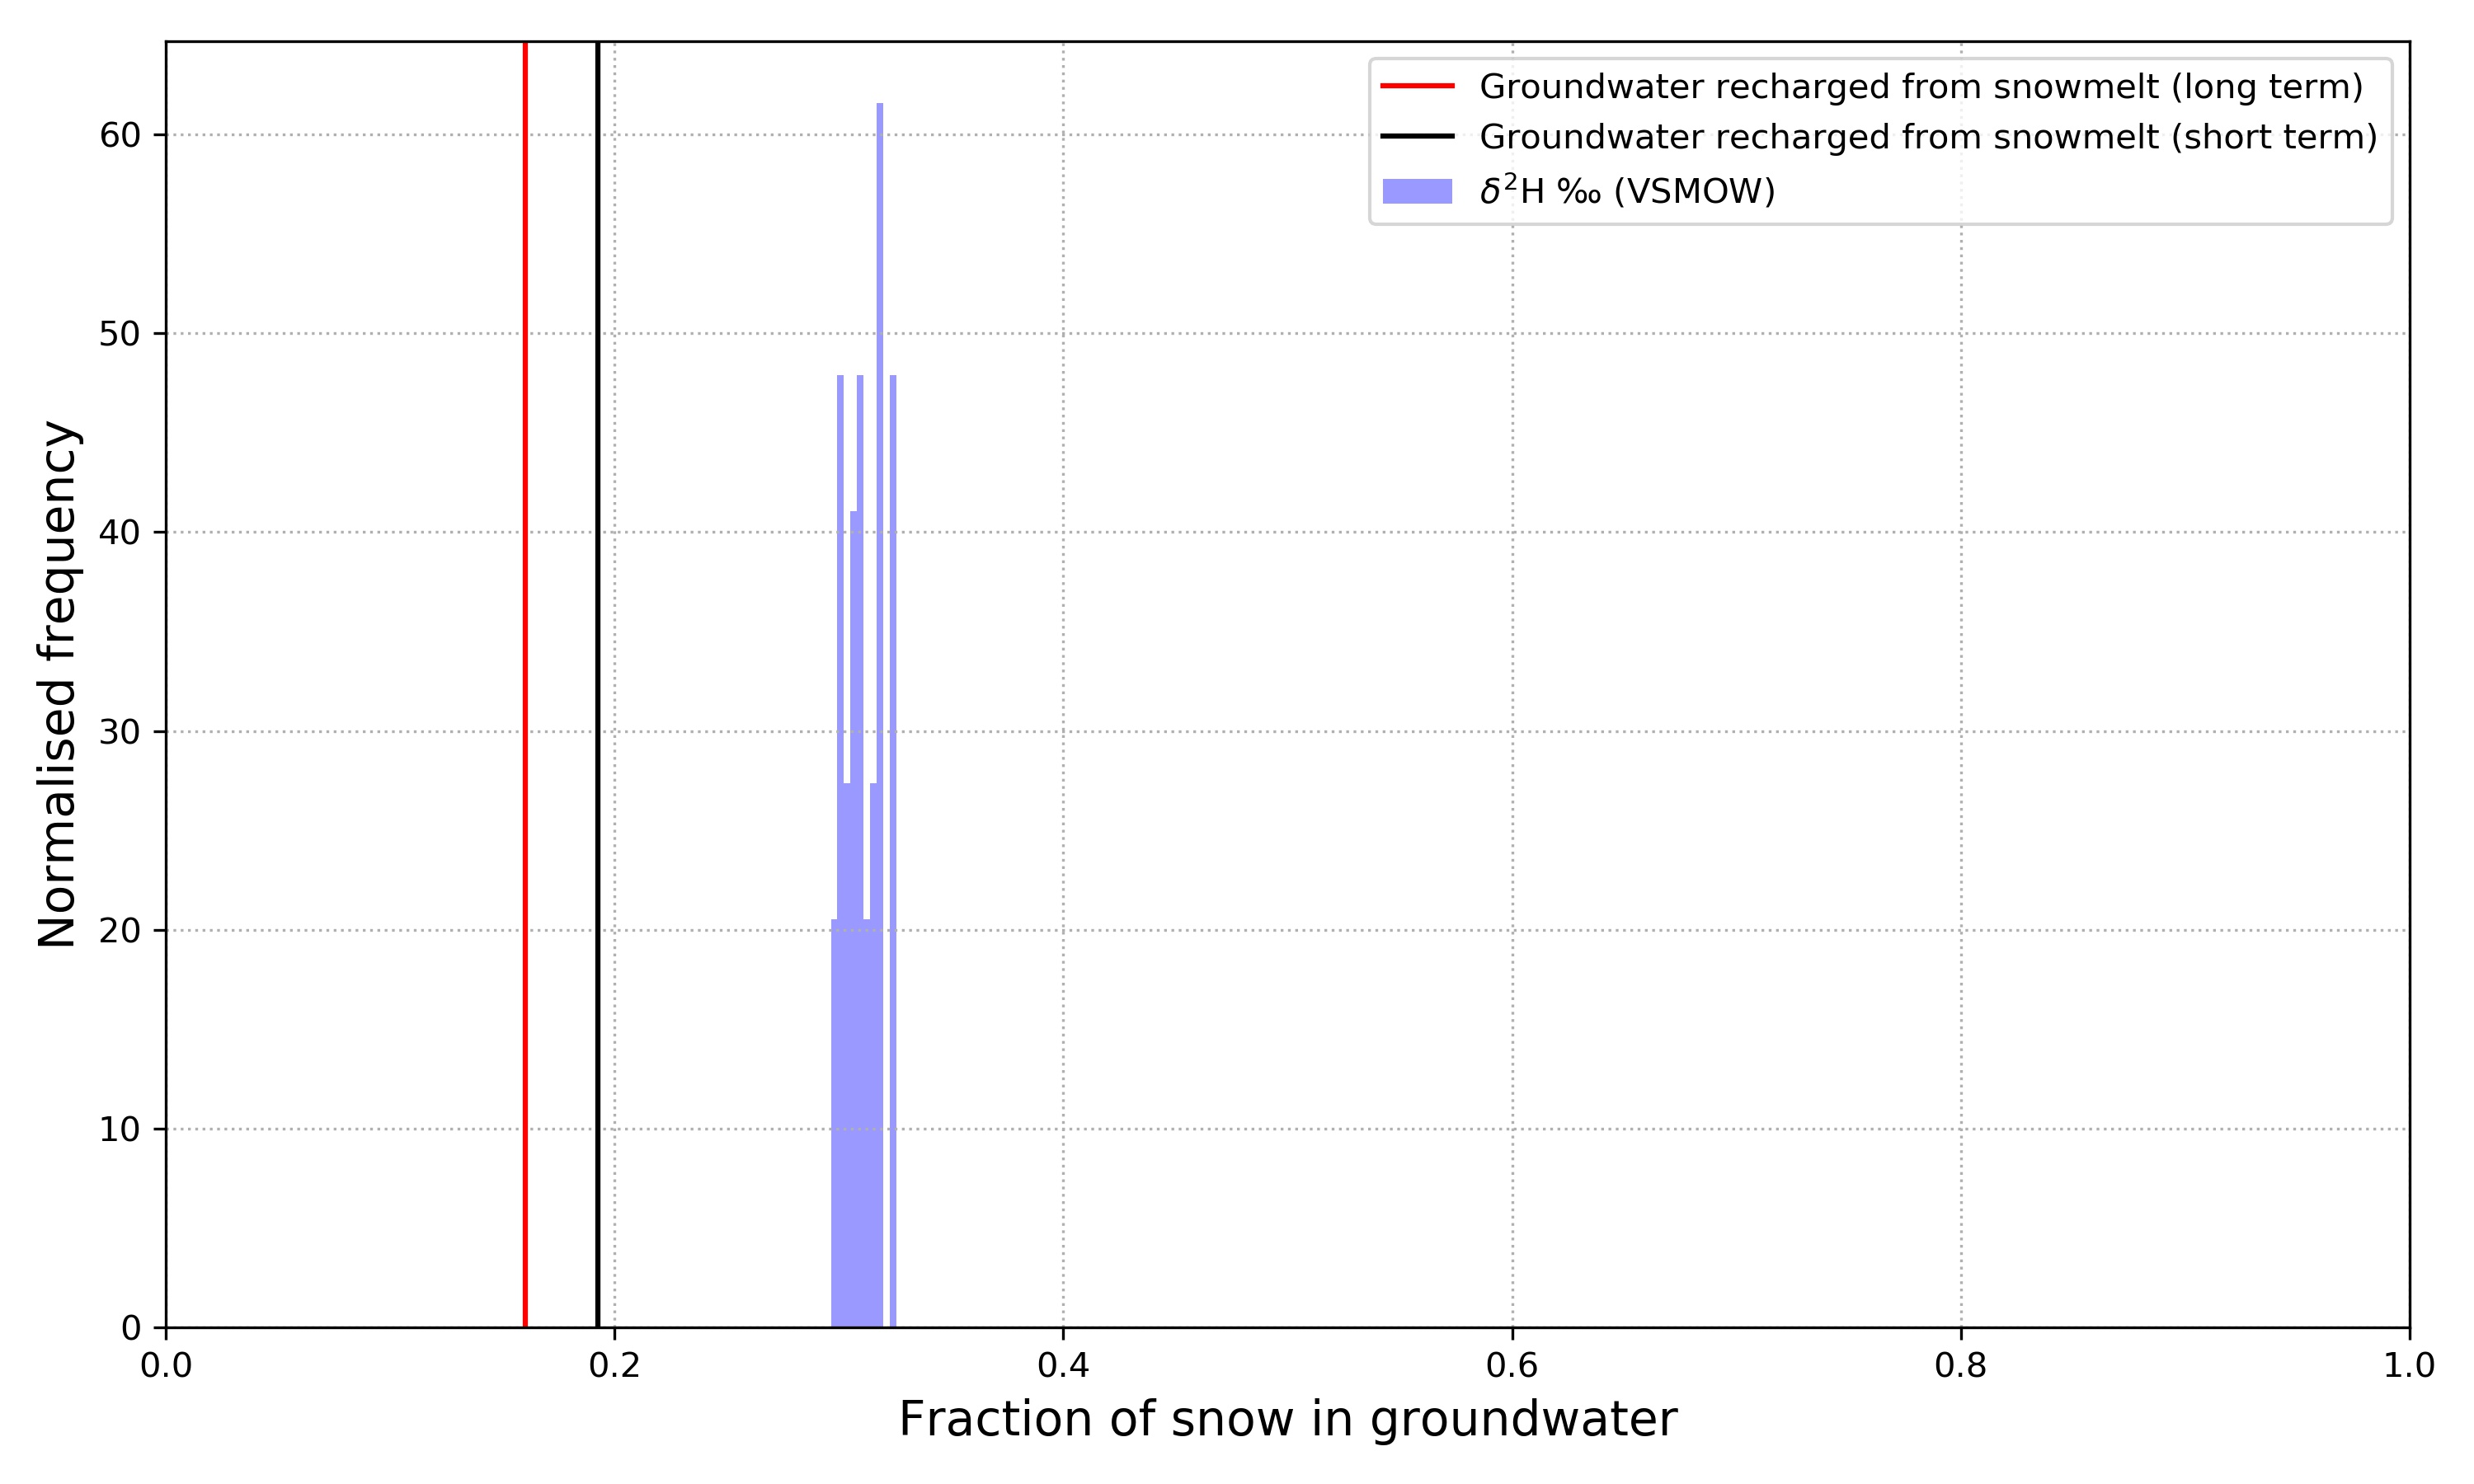 Groundwater recharged from snowmelt (long term)
Groundwater recharged from snowmelt (short term)
δ²H ‰ (VSMOW)
Normalised frequency
60
50
40
30
20
10
0
0.0 0.2 0.4 0.6 0.8 1.0
Fraction of snow in groundwater